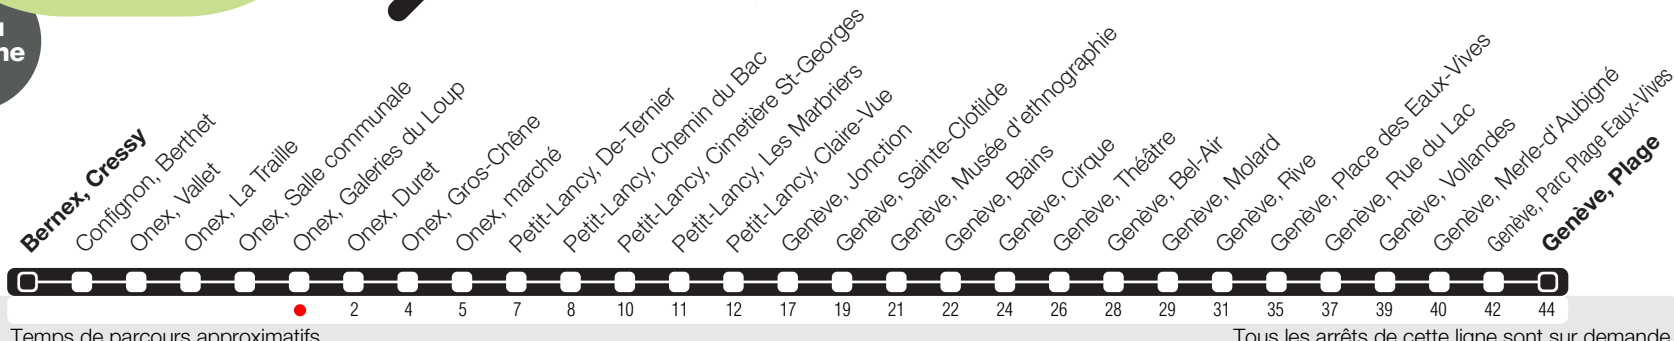 Bernex, Cressy
Confignon, Berthet
Onex, Vallet
Onex, La Traille
Onex, Salle communale
Onex, Galeries du Loup
Onex, Duret
Onex, Gros-Chêne
Onex, marché
Petit-Lancy, De-Ternier
Petit-Lancy, Chemin du Bac
Petit-Lancy, Cimetière St-Georges
Petit-Lancy, Les Marbriers
Petit-Lancy, Claire-Vue
Genève, Jonction
Genève, Sainte-Clotilde
Genève, Musée d'ethnographie
Genève, Bains
Genève, Cirque
Genève, Théâtre
Genève, Bel-Air
Genève, Molard
Genève, Rive
Genève, Place des Eaux-Vives
Genève, Rue du Lac
Genève, Vollandes
Genève, Merle-d'Aubigné
Genève, Parc Plage Eaux-Vives
Genève, Plage
2 4 5 7 8 10 11 12 17 19 21 22 24 26 28 29 31 35 37 39 40 42 44
Temps de parcours approximatifs
Tous les arrêts de cette ligne sont sur demande